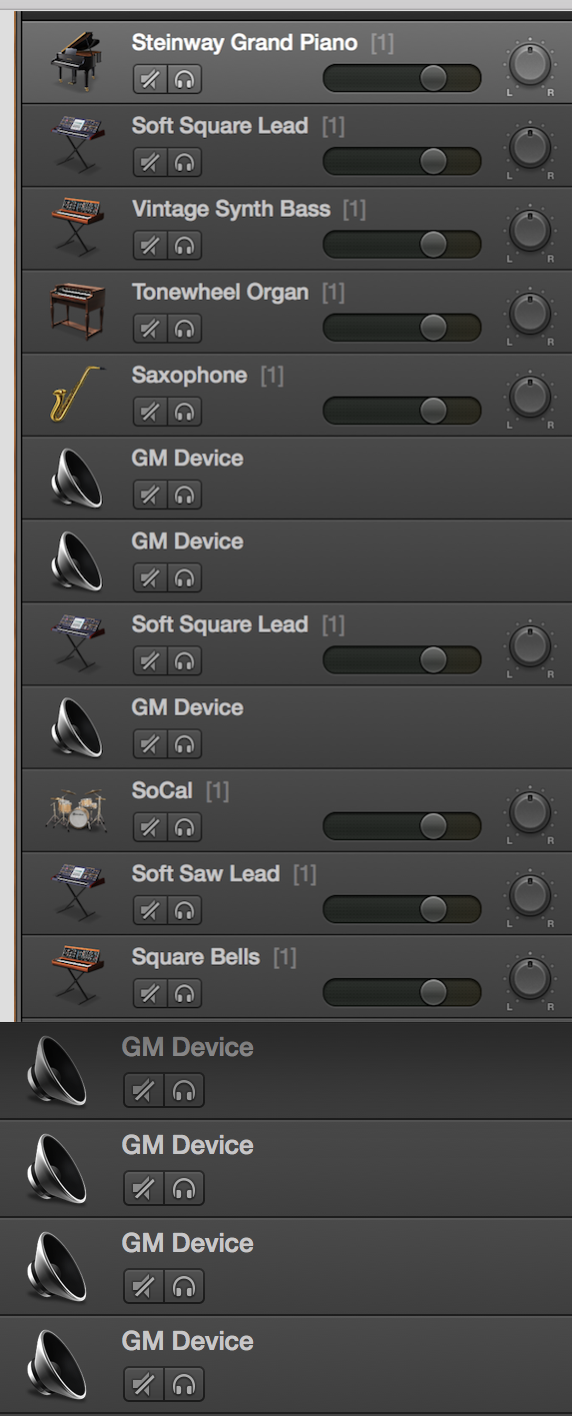 Steinway Grand Piano [1]
L R
Soft Square Lead [1]
L R
Vintage Synth Bass [1]
L R
Tonewheel Organ [1]
L R
Saxophone [1]
L R
GM Device
GM Device
Soft Square Lead [1]
L R
GM Device
SoCal [1]
L R
Soft Saw Lead [1]
L R
Square Bells [1]
L R
GM Device
GM Device
GM Device
GM Device